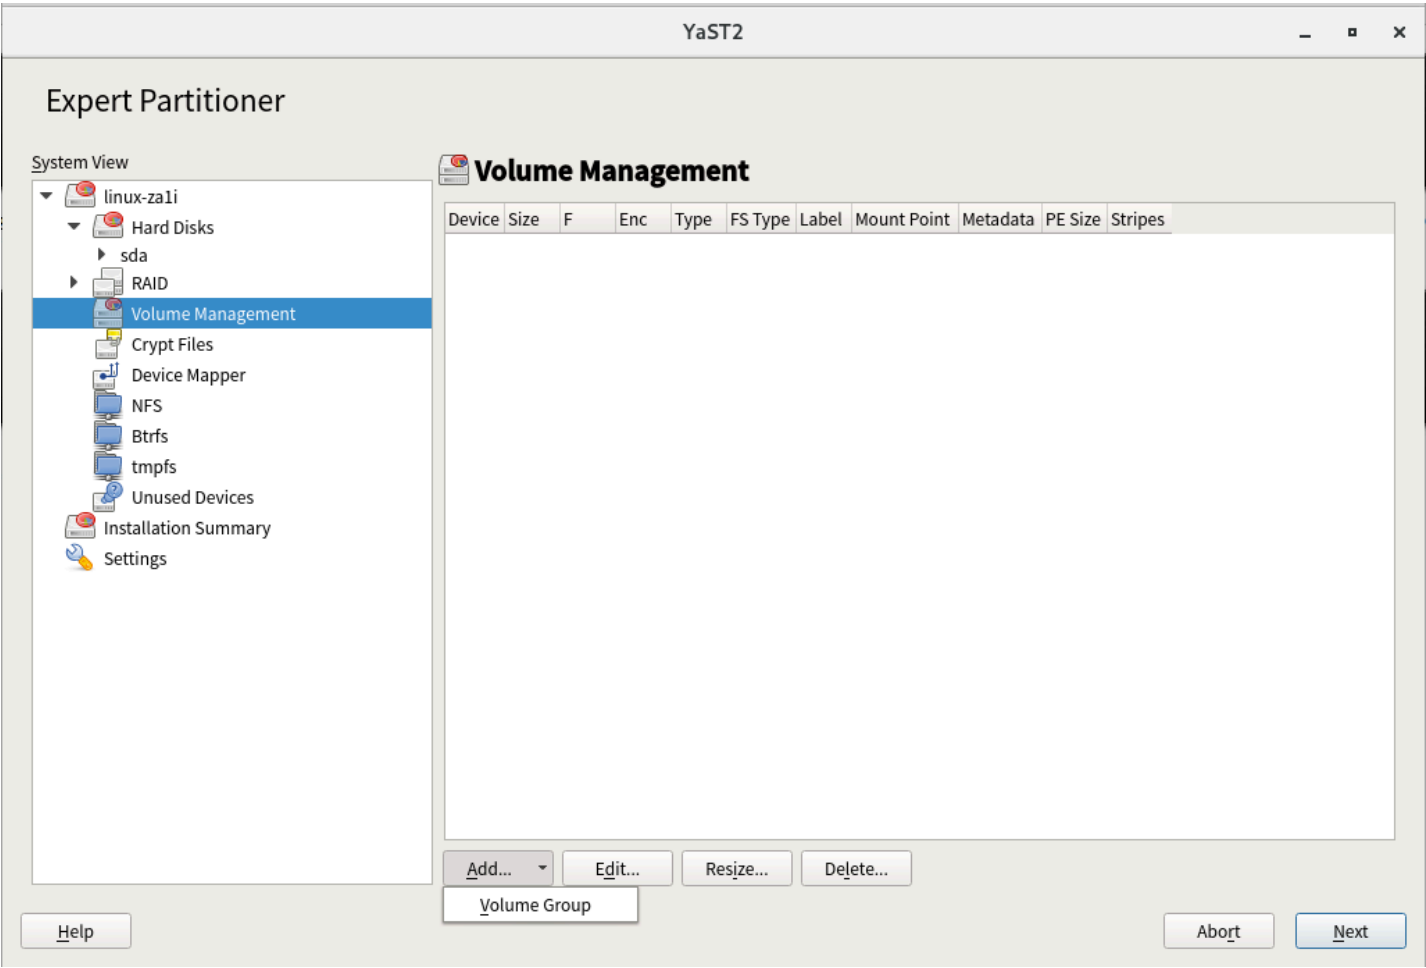 YaST2
Expert Partitioner
System View
linux-za1i
Hard Disks
sda
RAID
Volume Management
Crypt Files
Device Mapper
NFS
Btrfs
tmpfs
Unused Devices
Installation Summary
Settings
Volume Management
Device Size F Enc Type FS Type Label Mount Point Metadata PE Size Stripes
Add... Edit... Resize... Delete...
Volume Group
Help Abort Next